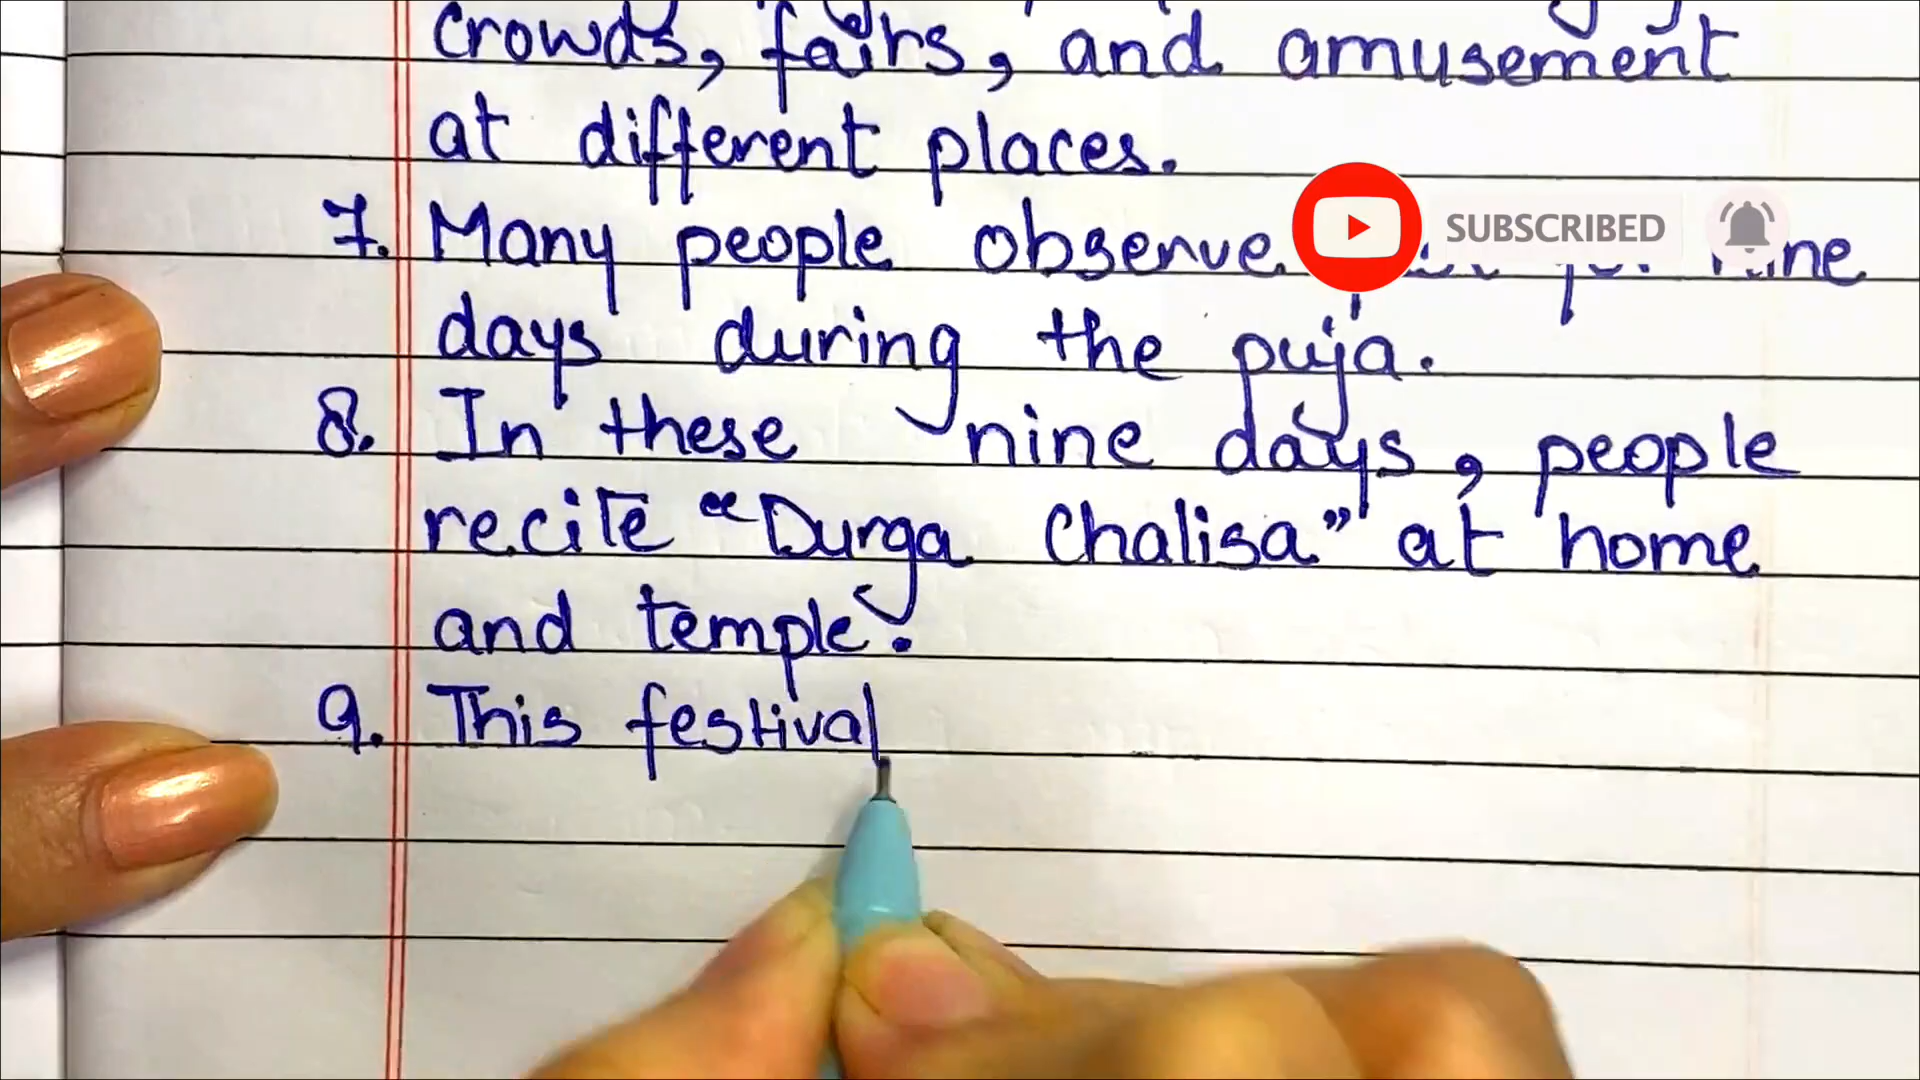 crowds, fairs, and amusement
at different places.
7. Many people observe
SUBSCRIBED
days during the puja.
8. In these nine days, people
recite "Durga Chalisa" at home
and temple.
9. This festival